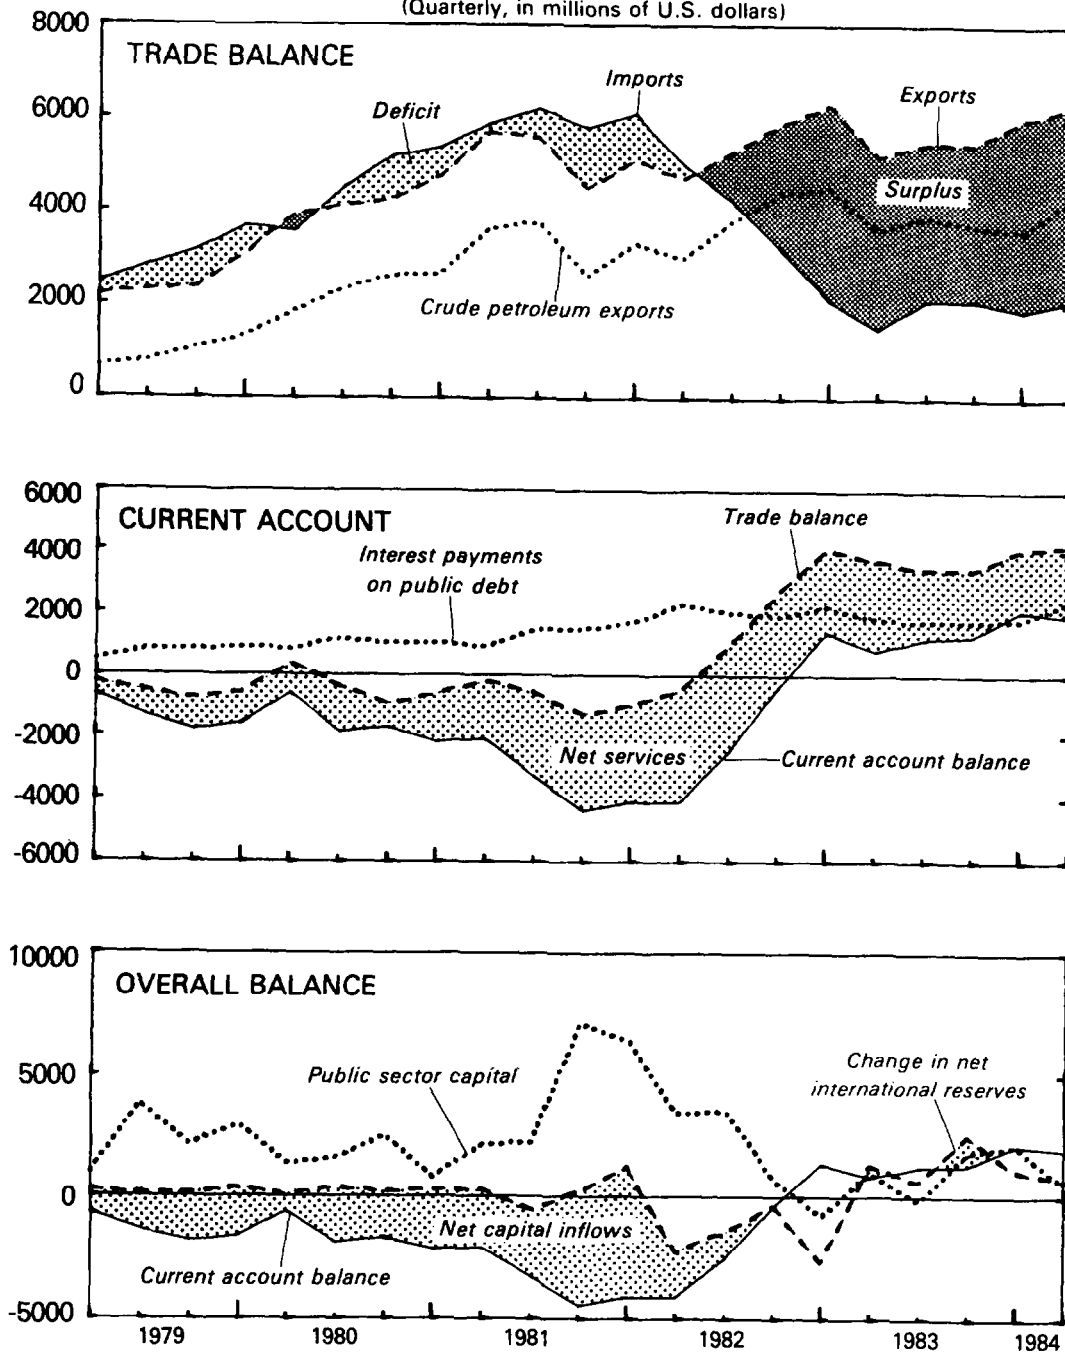 (Quarterly, in millions of U.S. dollars)
8000
TRADE BALANCE
Imports
6000
Deficit
Exports
4000
Surplus
2000
Crude petroleum exports
0
6000
CURRENT ACCOUNT
Trade balance
4000
Interest payments
on public debt
2000
0
-2000
Net services
Current account balance
-4000
-6000
10000
OVERALL BALANCE
5000
Public sector capital
Change in net
international reserves
0
Net capital inflows
Current account balance
-5000
1979 1980 1981 1982 1983 1984